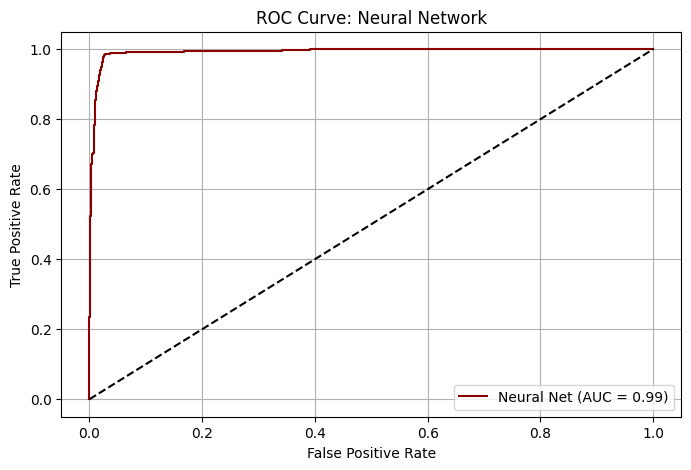 ROC Curve: Neural Network
True Positive Rate
1.0
0.8
0.6
0.4
0.2
0.0
Neural Net (AUC = 0.99)
0.0 0.2 0.4 0.6 0.8 1.0
False Positive Rate